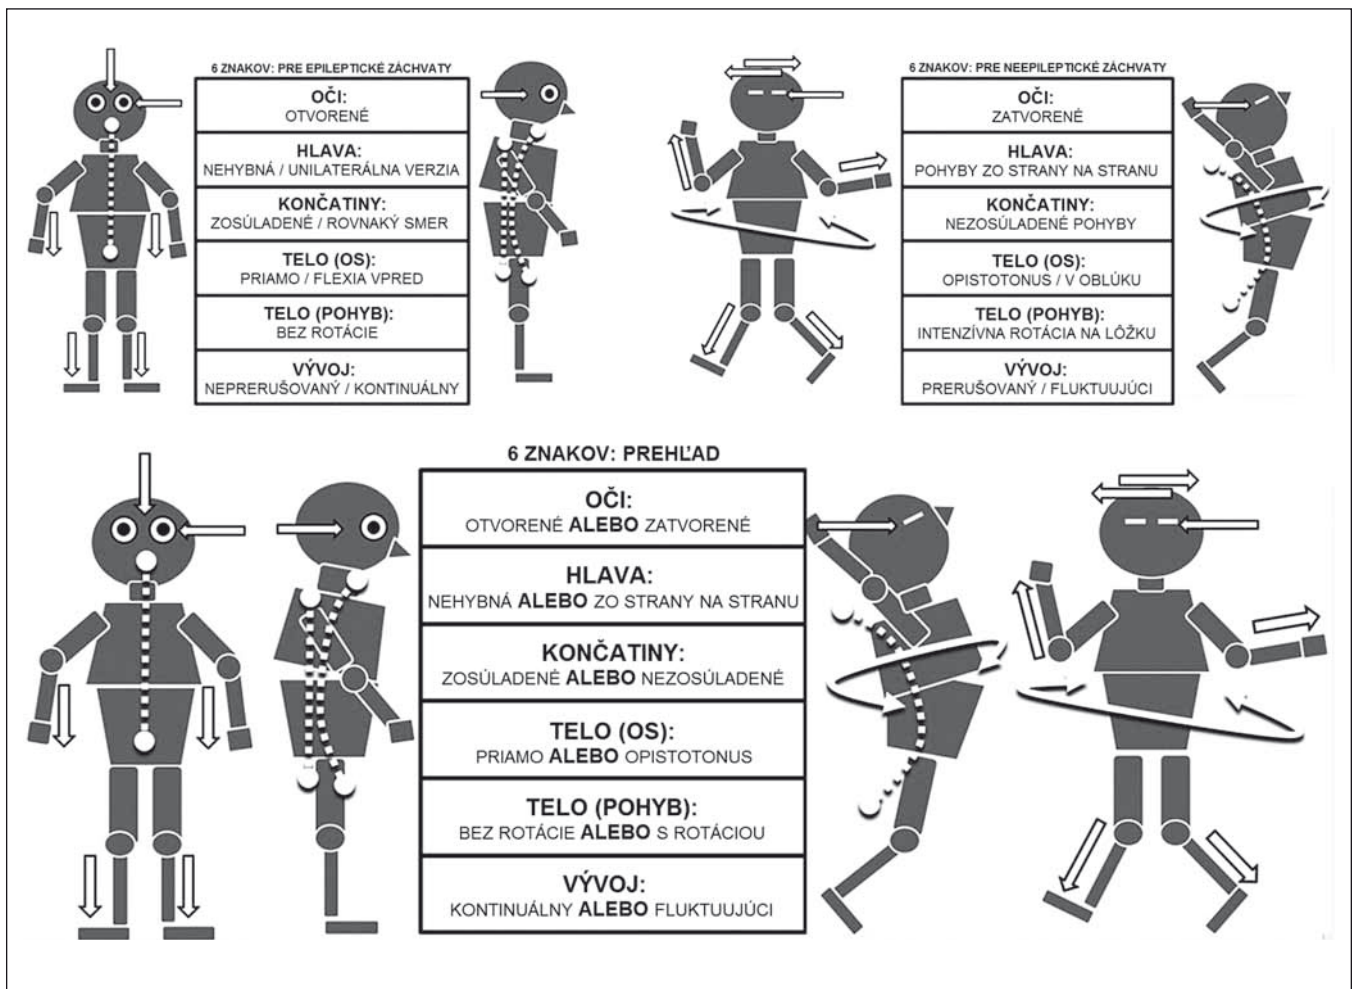 6 ZNAKOV: PRE EPILEPTICKÉ ZÁCHVATY
OČI:
OTVORENÉ
HLAVA:
NEHYBNÁ / UNILATERÁLNA VERZIA
KONČATINY:
ZOSÚLADENÉ / ROVNAKÝ SMER
TELO (OS):
PRIAMO / FLEXIA VPRED
TELO (POHYB):
BEZ ROTÁCIE
VÝVOJ:
NEPRERUŠOVANÝ / KONTINUÁLNY
6 ZNAKOV: PRE NEEPILEPTICKÉ ZÁCHVATY
OČI:
ZATVORENÉ
HLAVA:
POHYBY ZO STRANY NA STRANU
KONČATINY:
NEZOSÚLADENÉ POHYBY
TELO (OS):
OPISTOTONUS / V OBLÚKU
TELO (POHYB):
INTENZÍVNA ROTÁCIA NA LÔŽKU
VÝVOJ:
PRERUŠOVANÝ / FLUKTUUJÚCI
6 ZNAKOV: PREHĽAD
OČI:
OTVORENÉ ALEBO ZATVORENÉ
HLAVA:
NEHYBNÁ ALEBO ZO STRANY NA STRANU
KONČATINY:
ZOSÚLADENÉ ALEBO NEZOSÚLADENÉ
TELO (OS):
PRIAMO ALEBO OPISTOTONUS
TELO (POHYB):
BEZ ROTÁCIE ALEBO S ROTÁCIOU
VÝVOJ:
KONTINUÁLNY ALEBO FLUKTUUJÚCI